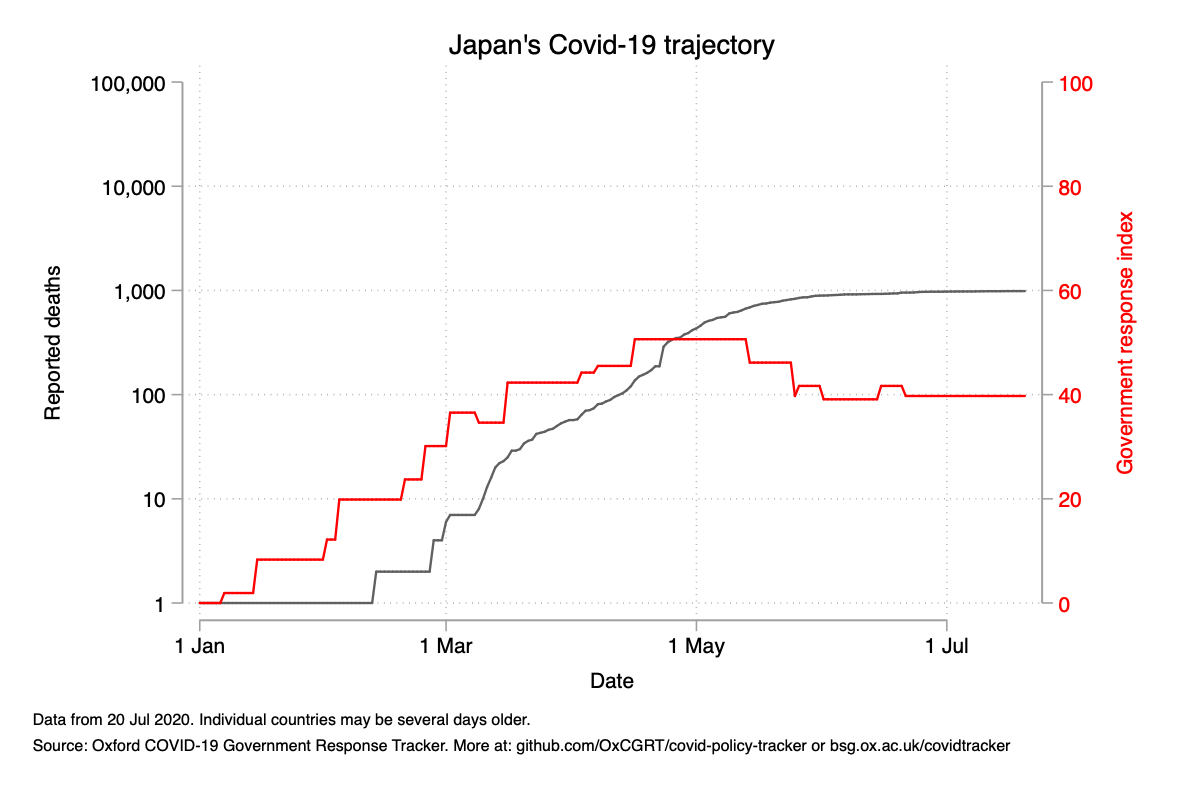 Japan's Covid-19 trajectory
100,000
10,000
1,000
100
10
1
Reported deaths
100
80
60
40
20
0
Government response index
1 Jan
1 Mar
1 May
1 Jul
Date
Data from 20 Jul 2020. Individual countries may be several days older.
Source: Oxford COVID-19 Government Response Tracker. More at: github.com/OxCGRT/covid-policy-tracker or bsg.ox.ac.uk/covidtracker